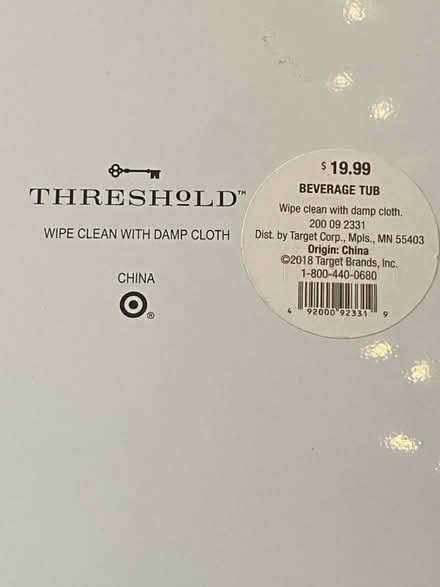 THRESHOLD™
WIPE CLEAN WITH DAMP CLOTH
CHINA
®
$ 19.99
BEVERAGE TUB
Wipe clean with damp cloth.
200 09 2331
Dist. by Target Corp., Mpls., MN 55403
Origin: China
©2018 Target Brands, Inc.
1-800-440-0680
4 92000 92331 9